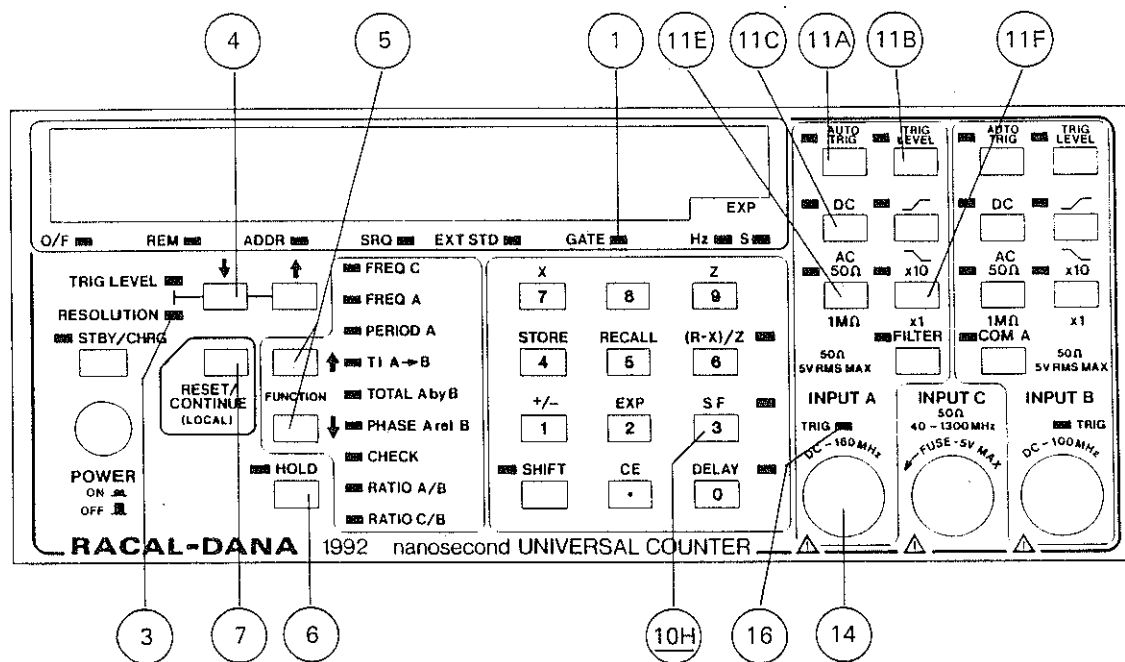 4 5 1 11E 11C 11A 11B 11F
AUTO TRIG
TRIG LEVEL
AUTO TRIG
TRIG LEVEL
EXP
DC
DC
O/F REM ADDR SRQ EXT STD GATE Hz S
TRIG LEVEL
RESOLUTION
STBY/CHRG
RESET/
CONTINUE
(LOCAL)
FUNCTION
HOLD
POWER
ON
OFF
FREQ C
FREQ A
PERIOD A
TI A→B
TOTAL A by B
PHASE A rel B
CHECK
RATIO A/B
RATIO C/B
X Z
7 8 9
STORE RECALL (R-X)/Z
4 5 6
+/- EXP SF
1 2 3
SHIFT CE DELAY
. 0
AC
50Ω
x10
1MΩ
x1
FILTER
50Ω
5V RMS MAX
AC
50Ω
x10
1MΩ
x1
COM A
50Ω
5V RMS MAX
INPUT A
TRIG
DC-160 MHz
INPUT C
50Ω
40-1300MHz
FUSE-5V MAX
INPUT B
TRIG
DC-100MHz
RACAL-DANA 1992 nanosecond UNIVERSAL COUNTER
3 7 6 10H 16 14